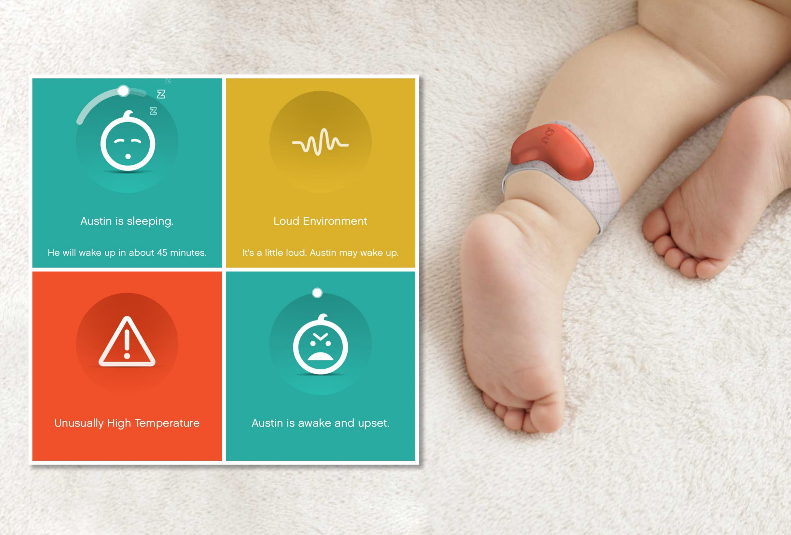 Austin is sleeping.
He will wake up in about 45 minutes.
Loud Environment
It's a little loud. Austin may wake up.
Unusually High Temperature
Austin is awake and upset.